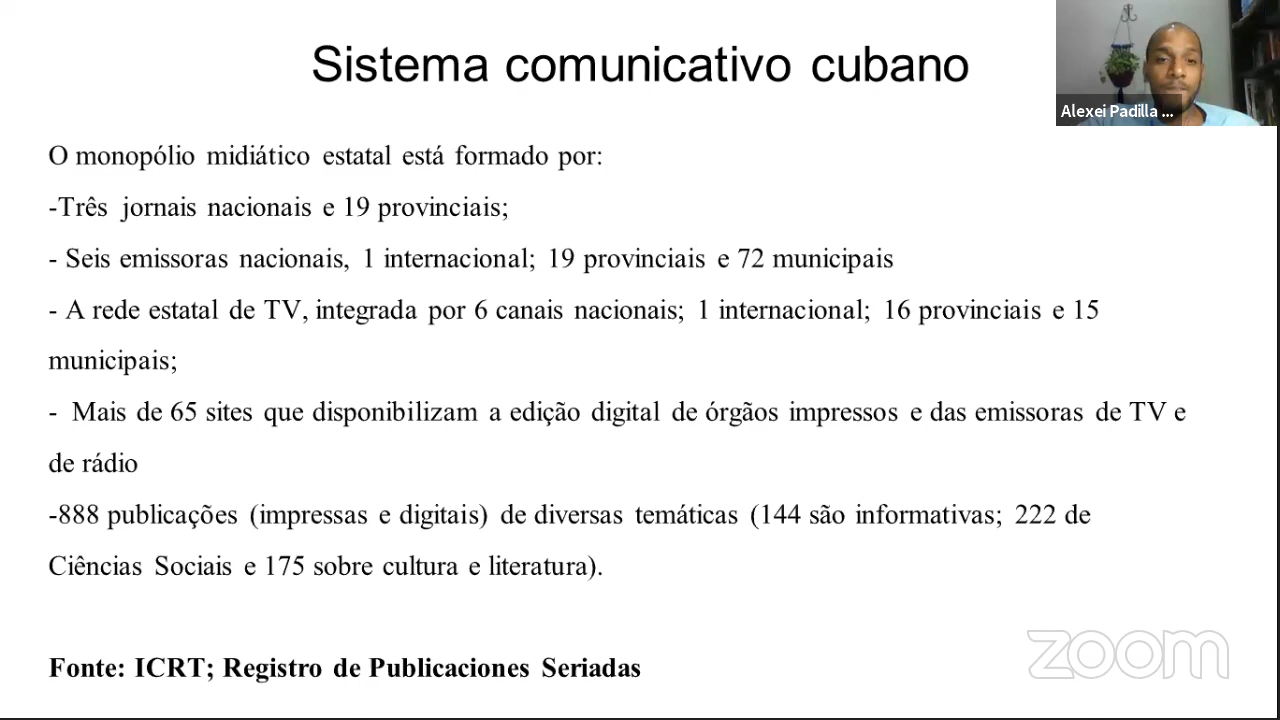 Sistema comunicativo cubano
Alexei Padilla ...
O monopólio midiático estatal está formado por:
-Três jornais nacionais e 19 provinciais;
- Seis emissoras nacionais, 1 internacional; 19 provinciais e 72 municipais
- A rede estatal de TV, integrada por 6 canais nacionais; 1 internacional; 16 provinciais e 15
municipais;
- Mais de 65 sites que disponibilizam a edição digital de órgãos impressos e das emissoras de TV e
de rádio
-888 publicações (impressas e digitais) de diversas temáticas (144 são informativas; 222 de
Ciências Sociais e 175 sobre cultura e literatura).
Fonte: ICRT; Registro de Publicaciones Seriadas
zoom